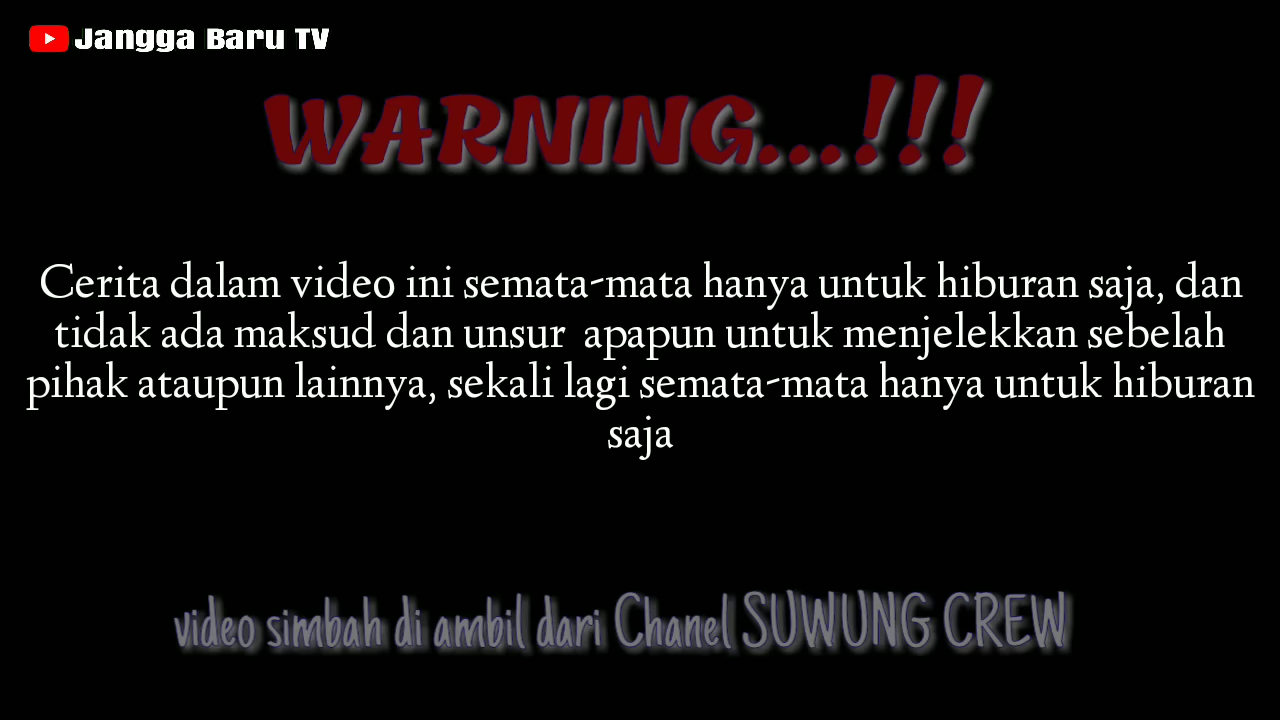 Jangga Baru TV
WARNING...!!!
Cerita dalam video ini semata-mata hanya untuk hiburan saja, dan
tidak ada maksud dan unsur apapun untuk menjelekkan sebelah
pihak ataupun lainnya, sekali lagi semata-mata hanya untuk hiburan
saja
video simbah di ambil dari Chanel SUWUNG CREW